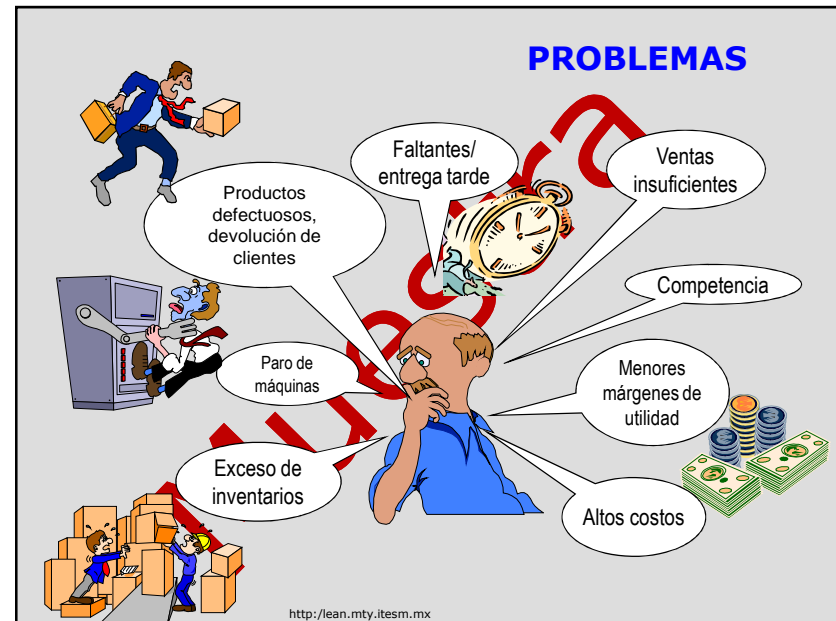 PROBLEMAS
Faltantes/
entrega tarde
Ventas
insuficientes
Productos
defectuosos,
devolución de
clientes
Competencia
Paro de
máquinas
Menores
márgenes de
utilidad
Exceso de
inventarios
Altos costos
http:/lean.mty.itesm.mx